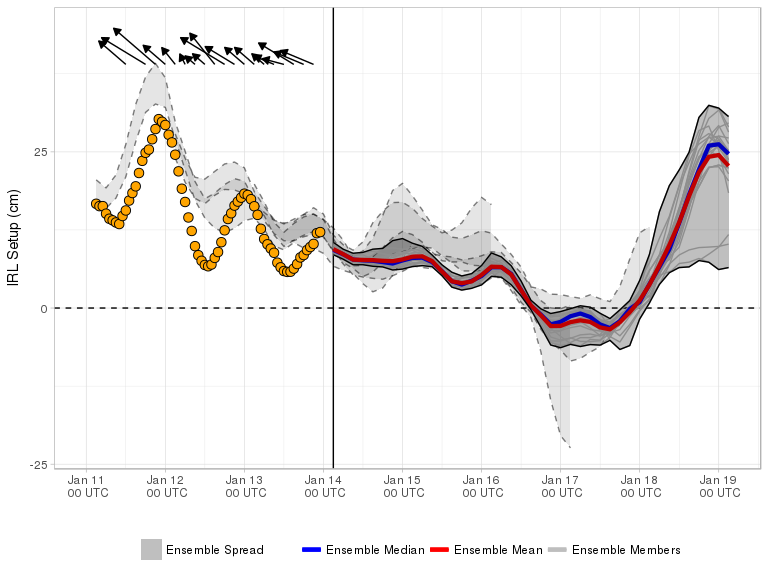 IRL Setup (cm)
25
0
-25
Jan 11 Jan 12 Jan 13 Jan 14 Jan 15 Jan 16 Jan 17 Jan 18 Jan 19
00 UTC 00 UTC 00 UTC 00 UTC 00 UTC 00 UTC 00 UTC 00 UTC 00 UTC
Ensemble Spread Ensemble Median Ensemble Mean Ensemble Members